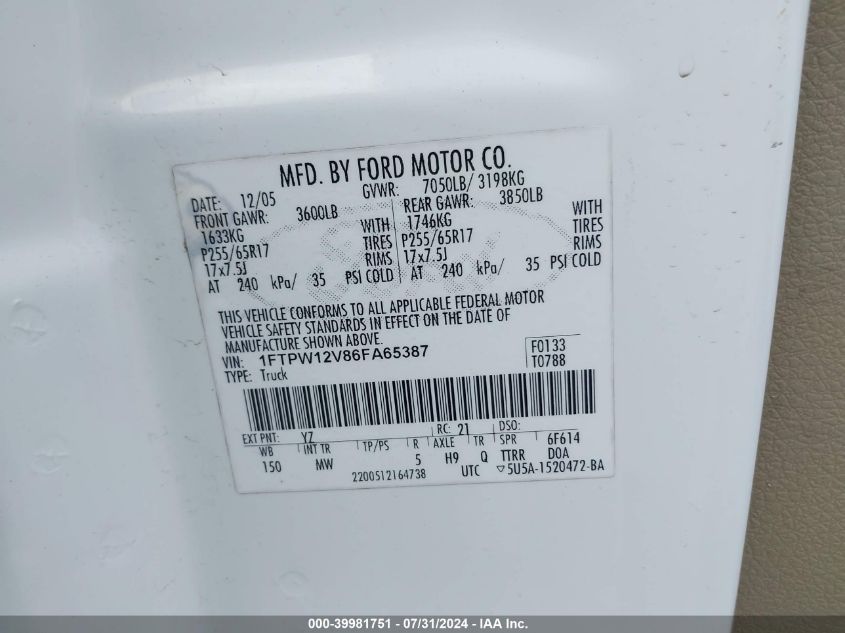 MFD. BY FORD MOTOR CO.
DATE: 12/05 GVWR: 7050LB/ 3198KG
FRONT GAWR: 3600LB REAR GAWR: 3850LB
1633KG WITH 1746KG WITH
P255/65R17 TIRES P255/65R17 TIRES
17x7.5J RIMS 17x7.5J RIMS
AT 240 kPa/ 35 PSI COLD AT 240 kPa/ 35 PSI COLD
THIS VEHICLE CONFORMS TO ALL APPLICABLE FEDERAL MOTOR
VEHICLE SAFETY STANDARDS IN EFFECT ON THE DATE OF
MANUFACTURE SHOWN ABOVE.
VIN: 1FTPW12V86FA65387 F0133
TYPE: Truck T0788
EXT PNT: YZ RC: 21 DSO:
WB INT TR TP/PS R AXLE TR SPR 6F614
150 MW 5 H9 Q TTRR DOA
2200512164738 UTC ▽5U5A-1520472-BA
000-39981751 - 07/31/2024 - IAA Inc.